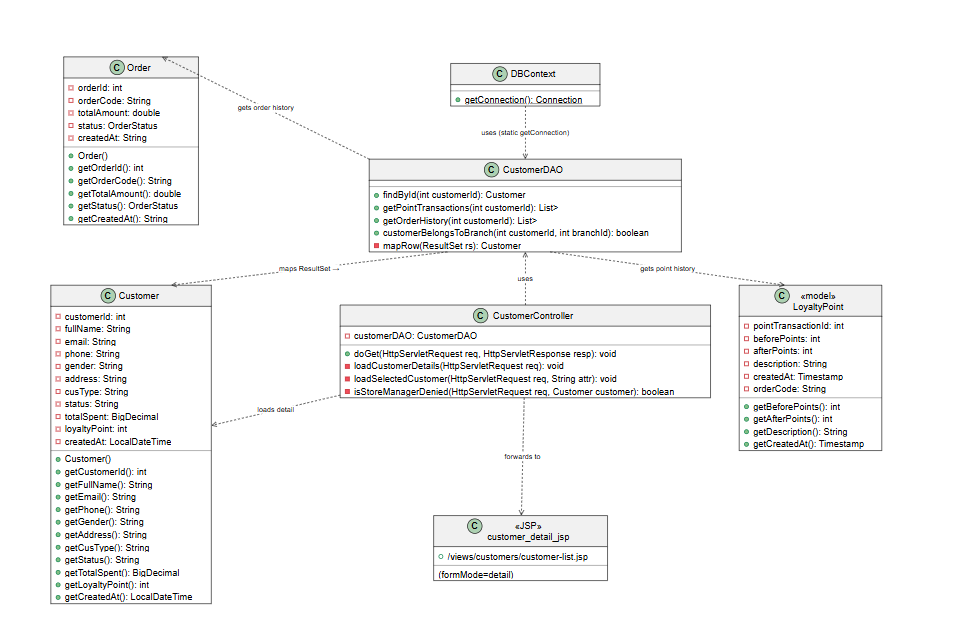 C Order
orderId: int
orderCode: String
totalAmount: double
status: OrderStatus
createdAt: String
Order()
getOrderId(): int
getOrderCode(): String
getTotalAmount(): double
getStatus(): OrderStatus
getCreatedAt(): String
gets order history
C DBContext
getConnection(): Connection
uses (static getConnection)
C CustomerDAO
findById(int customerId): Customer
getPointTransactions(int customerId): List>
getOrderHistory(int customerId): List>
customerBelongsToBranch(int customerId, int branchId): boolean
mapRow(ResultSet rs): Customer
maps ResultSet →
uses
gets point history
C Customer
customerId: int
fullName: String
email: String
phone: String
gender: String
address: String
cusType: String
status: String
totalSpent: BigDecimal
loyaltyPoint: int
createdAt: LocalDateTime
Customer()
getCustomerId(): int
getFullName(): String
getEmail(): String
getPhone(): String
getGender(): String
getAddress(): String
getCusType(): String
getStatus(): String
getTotalSpent(): BigDecimal
getLoyaltyPoint(): int
getCreatedAt(): LocalDateTime
C CustomerController
customerDAO: CustomerDAO
doGet(HttpServletRequest req, HttpServletResponse resp): void
loadCustomerDetails(HttpServletRequest req): void
loadSelectedCustomer(HttpServletRequest req, String attr): void
isStoreManagerDenied(HttpServletRequest req, Customer customer): boolean
loads detail
forwards to
C «model»
LoyaltyPoint
pointTransactionId: int
beforePoints: int
afterPoints: int
description: String
createdAt: Timestamp
orderCode: String
getBeforePoints(): int
getAfterPoints(): int
getDescription(): String
getCreatedAt(): Timestamp
C «JSP»
customer_detail_jsp
/views/customers/customer-list.jsp
(formMode=detail)